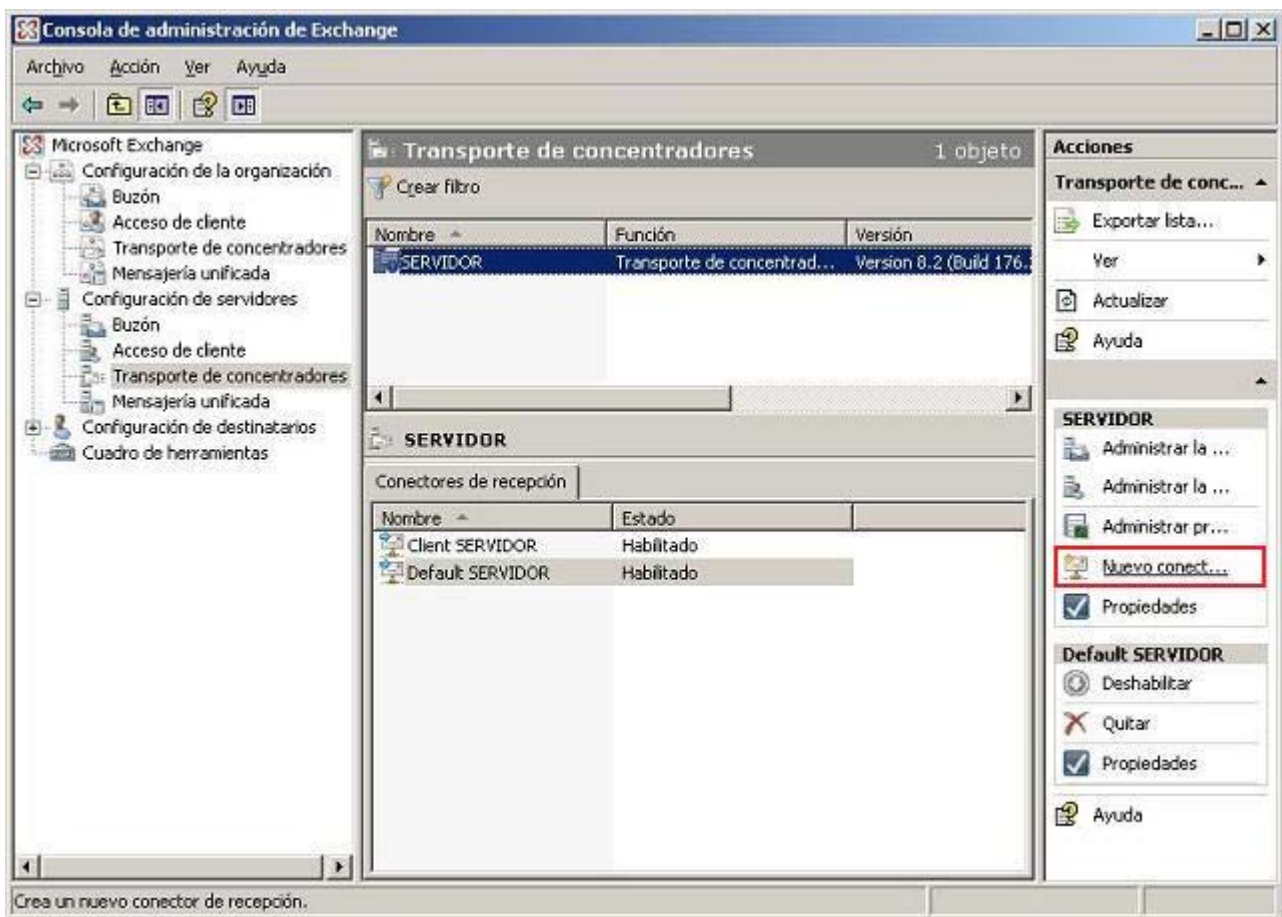 Consola de administración de Exchange
Archivo Acción Ver Ayuda
Microsoft Exchange
Configuración de la organización
Buzón
Acceso de cliente
Transporte de concentradores
Mensajería unificada
Configuración de servidores
Buzón
Acceso de cliente
Transporte de concentradores
Mensajería unificada
Configuración de destinatarios
Cuadro de herramientas
Transporte de concentradores 1 objeto
Crear filtro
Nombre Función Versión
SERVIDOR Transporte de concentrad... Version 8.2 (Build 176.
SERVIDOR
Conectores de recepción
Nombre Estado
Client SERVIDOR Habilitado
Default SERVIDOR Habilitado
Acciones
Transporte de conc...
Exportar lista...
Ver
Actualizar
Ayuda
SERVIDOR
Administrar la ...
Administrar la ...
Administrar pr...
Nuevo conect...
Propiedades
Default SERVIDOR
Deshabilitar
Quitar
Propiedades
Ayuda
Crea un nuevo conector de recepción.